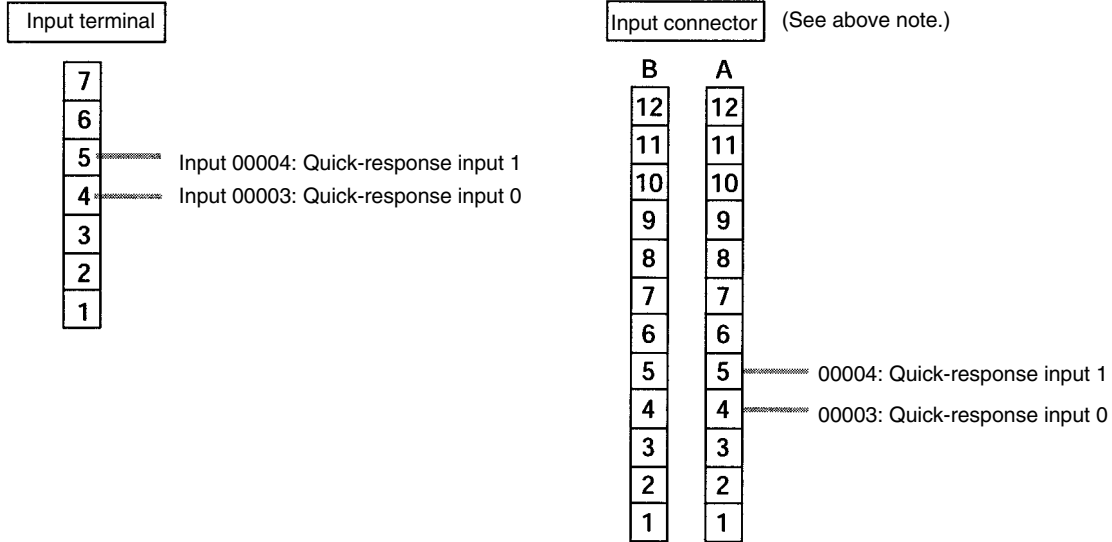 Input terminal
7
6
5
4
3
2
1
Input 00004: Quick-response input 1
Input 00003: Quick-response input 0
Input connector (See above note.)
B A
12 12
11 11
10 10
9 9
8 8
7 7
6 6
5 5 00004: Quick-response input 1
4 4 00003: Quick-response input 0
3 3
2 2
1 1